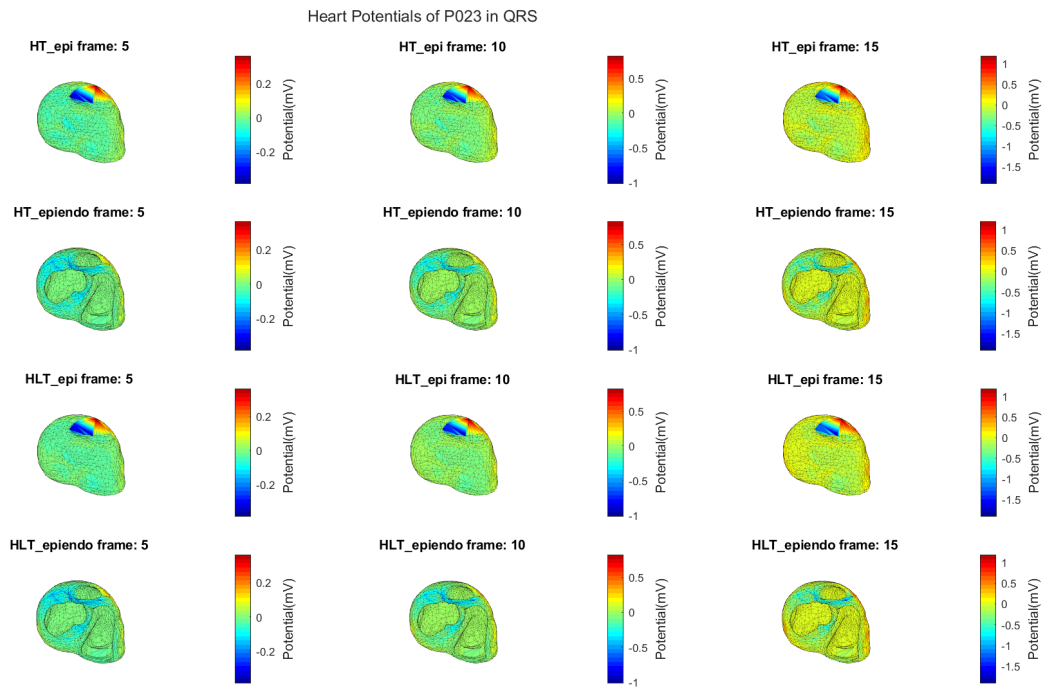 Heart Potentials of P023 in QRS
HT_epi frame: 5
0.2
0
-0.2
Potential(mV)
HT_epi frame: 10
0.5
0
-0.5
-1
Potential(mV)
HT_epi frame: 15
1
0.5
0
-0.5
-1
-1.5
Potential(mV)
HT_epiendo frame: 5
0.2
0
-0.2
Potential(mV)
HT_epiendo frame: 10
0.5
0
-0.5
-1
Potential(mV)
HT_epiendo frame: 15
1
0.5
0
-0.5
-1
-1.5
Potential(mV)
HLT_epi frame: 5
0.2
0
-0.2
Potential(mV)
HLT_epi frame: 10
0.5
0
-0.5
-1
Potential(mV)
HLT_epi frame: 15
1
0.5
0
-0.5
-1
-1.5
Potential(mV)
HLT_epiendo frame: 5
0.2
0
-0.2
Potential(mV)
HLT_epiendo frame: 10
0.5
0
-0.5
-1
Potential(mV)
HLT_epiendo frame: 15
1
0.5
0
-0.5
-1
-1.5
Potential(mV)